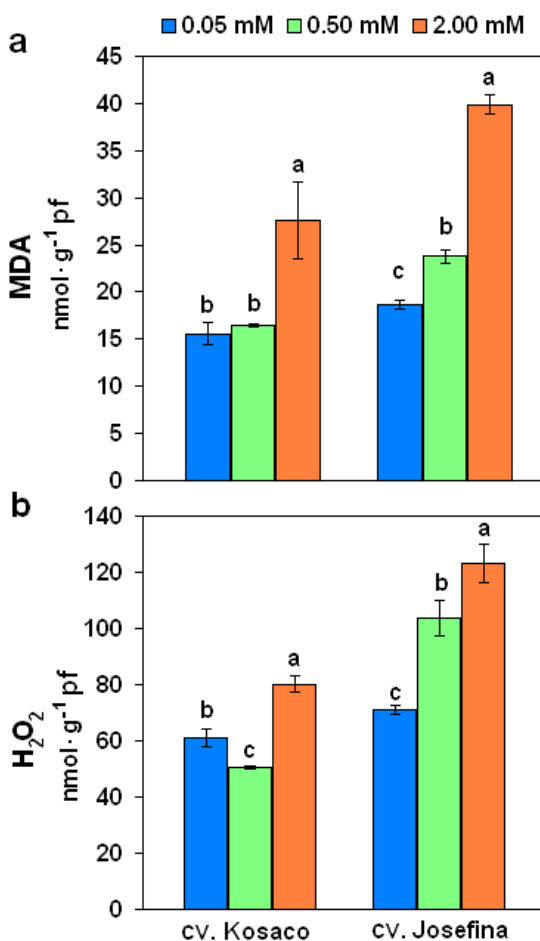 0.05 mM 0.50 mM 2.00 mM
a
MDA
nmol·g⁻¹ pf
45
40
35
30
25
20
15
10
5
0
b b a
c b a
b
H₂O₂
nmol·g⁻¹ pf
140
120
100
80
60
40
20
0
b c a
c b a
cv. Kosaco cv. Josefina